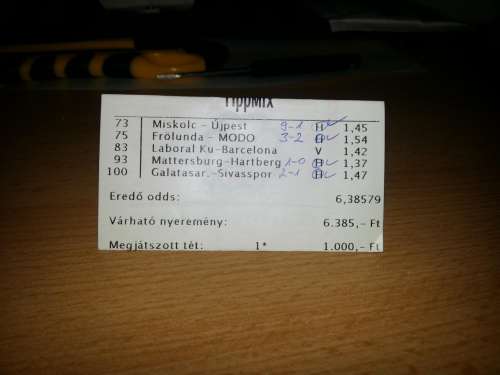 TippMix
73 Miskolc - Újpest 9-1 H 1,45
75 Frölunda - MODO 3-2 H 1,54
83 Laboral Ku-Barcelona V 1,42
93 Mattersburg-Hartberg 1-0 H 1,37
100 Galatasar.-Sivasspor 2-1 H 1,47
Eredő odds: 6,38579
Várható nyeremény: 6.385,- Ft
Megjátszott tét: 1* 1.000,- Ft